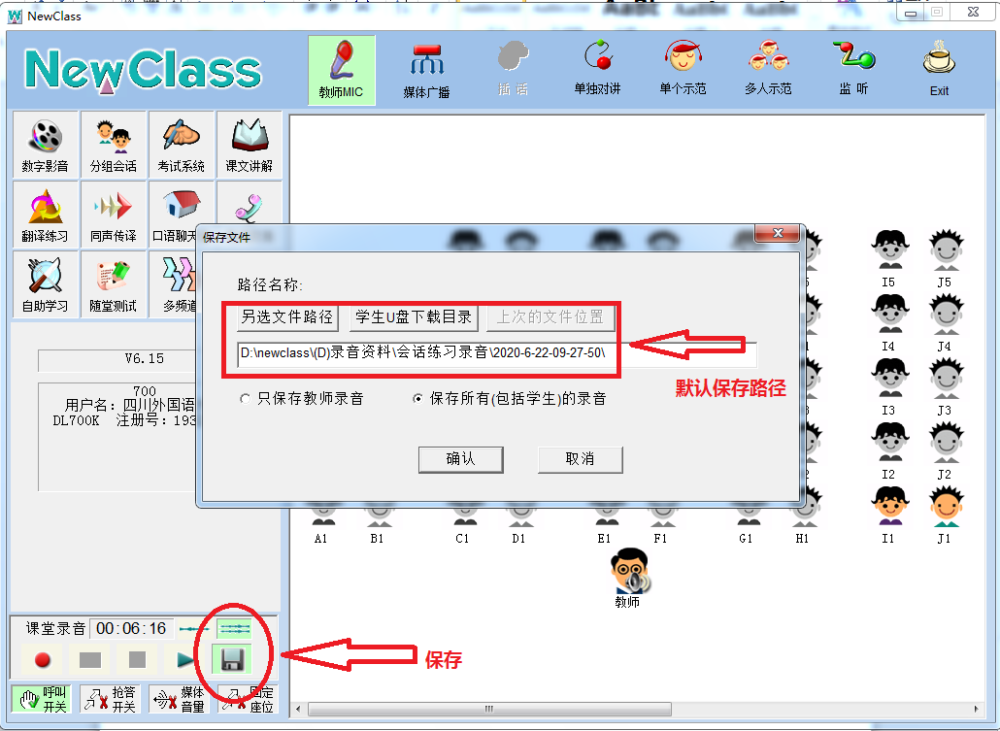 NewClass
NewClass
教师MIC
媒体广播
插 话
单独对讲
单个示范
多人示范
监 听
Exit
数字影音
分组会话
考试系统
课文讲解
翻译练习
同声传译
口语聊天
自助学习
随堂测试
多频道
V6.15
700
用户名：四川外国语
DL700K 注册号：193
保存文件
路径名称:
另选文件路径
学生U盘下载目录
上次的文件位置
D:\newclass\(D)录音资料\会话练习录音\2020-6-22-09-27-50\
默认保存路径
只保存教师录音
保存所有(包括学生)的录音
确认
取消
I5
J5
I4
J4
I3
J3
I2
J2
A1
B1
C1
D1
E1
F1
G1
H1
I1
J1
教师
课堂录音
00:06:16
保存
呼叫
开关
抢答
开关
媒体
音量
固定
座位